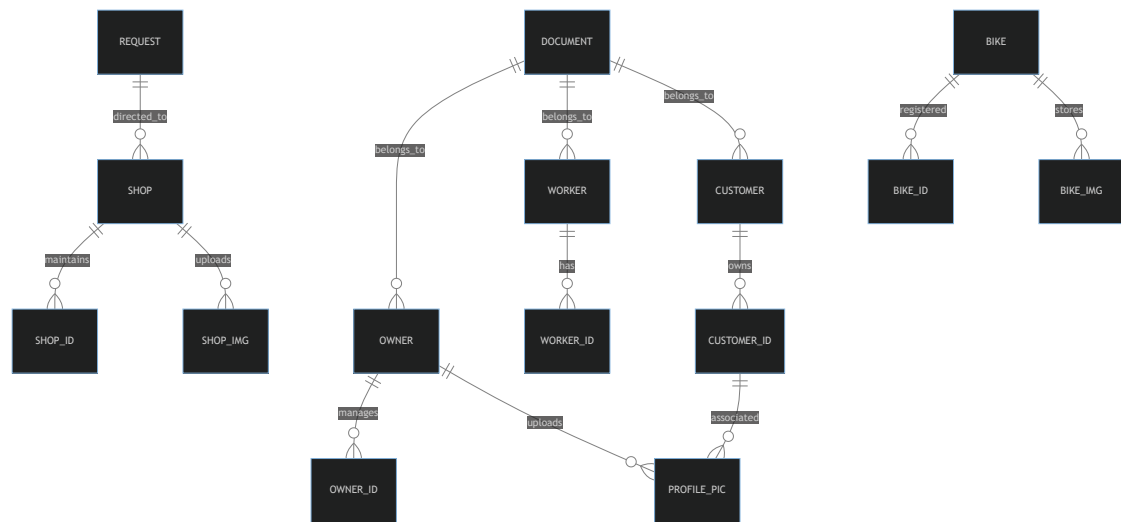 REQUEST
DOCUMENT
BIKE
directed_to
belongs_to
belongs_to
belongs_to
registered
stores
SHOP
WORKER
CUSTOMER
BIKE_ID
BIKE_IMG
maintains
uploads
has
owns
SHOP_ID
SHOP_IMG
OWNER
WORKER_ID
CUSTOMER_ID
manages
uploads
associated
OWNER_ID
PROFILE_PIC